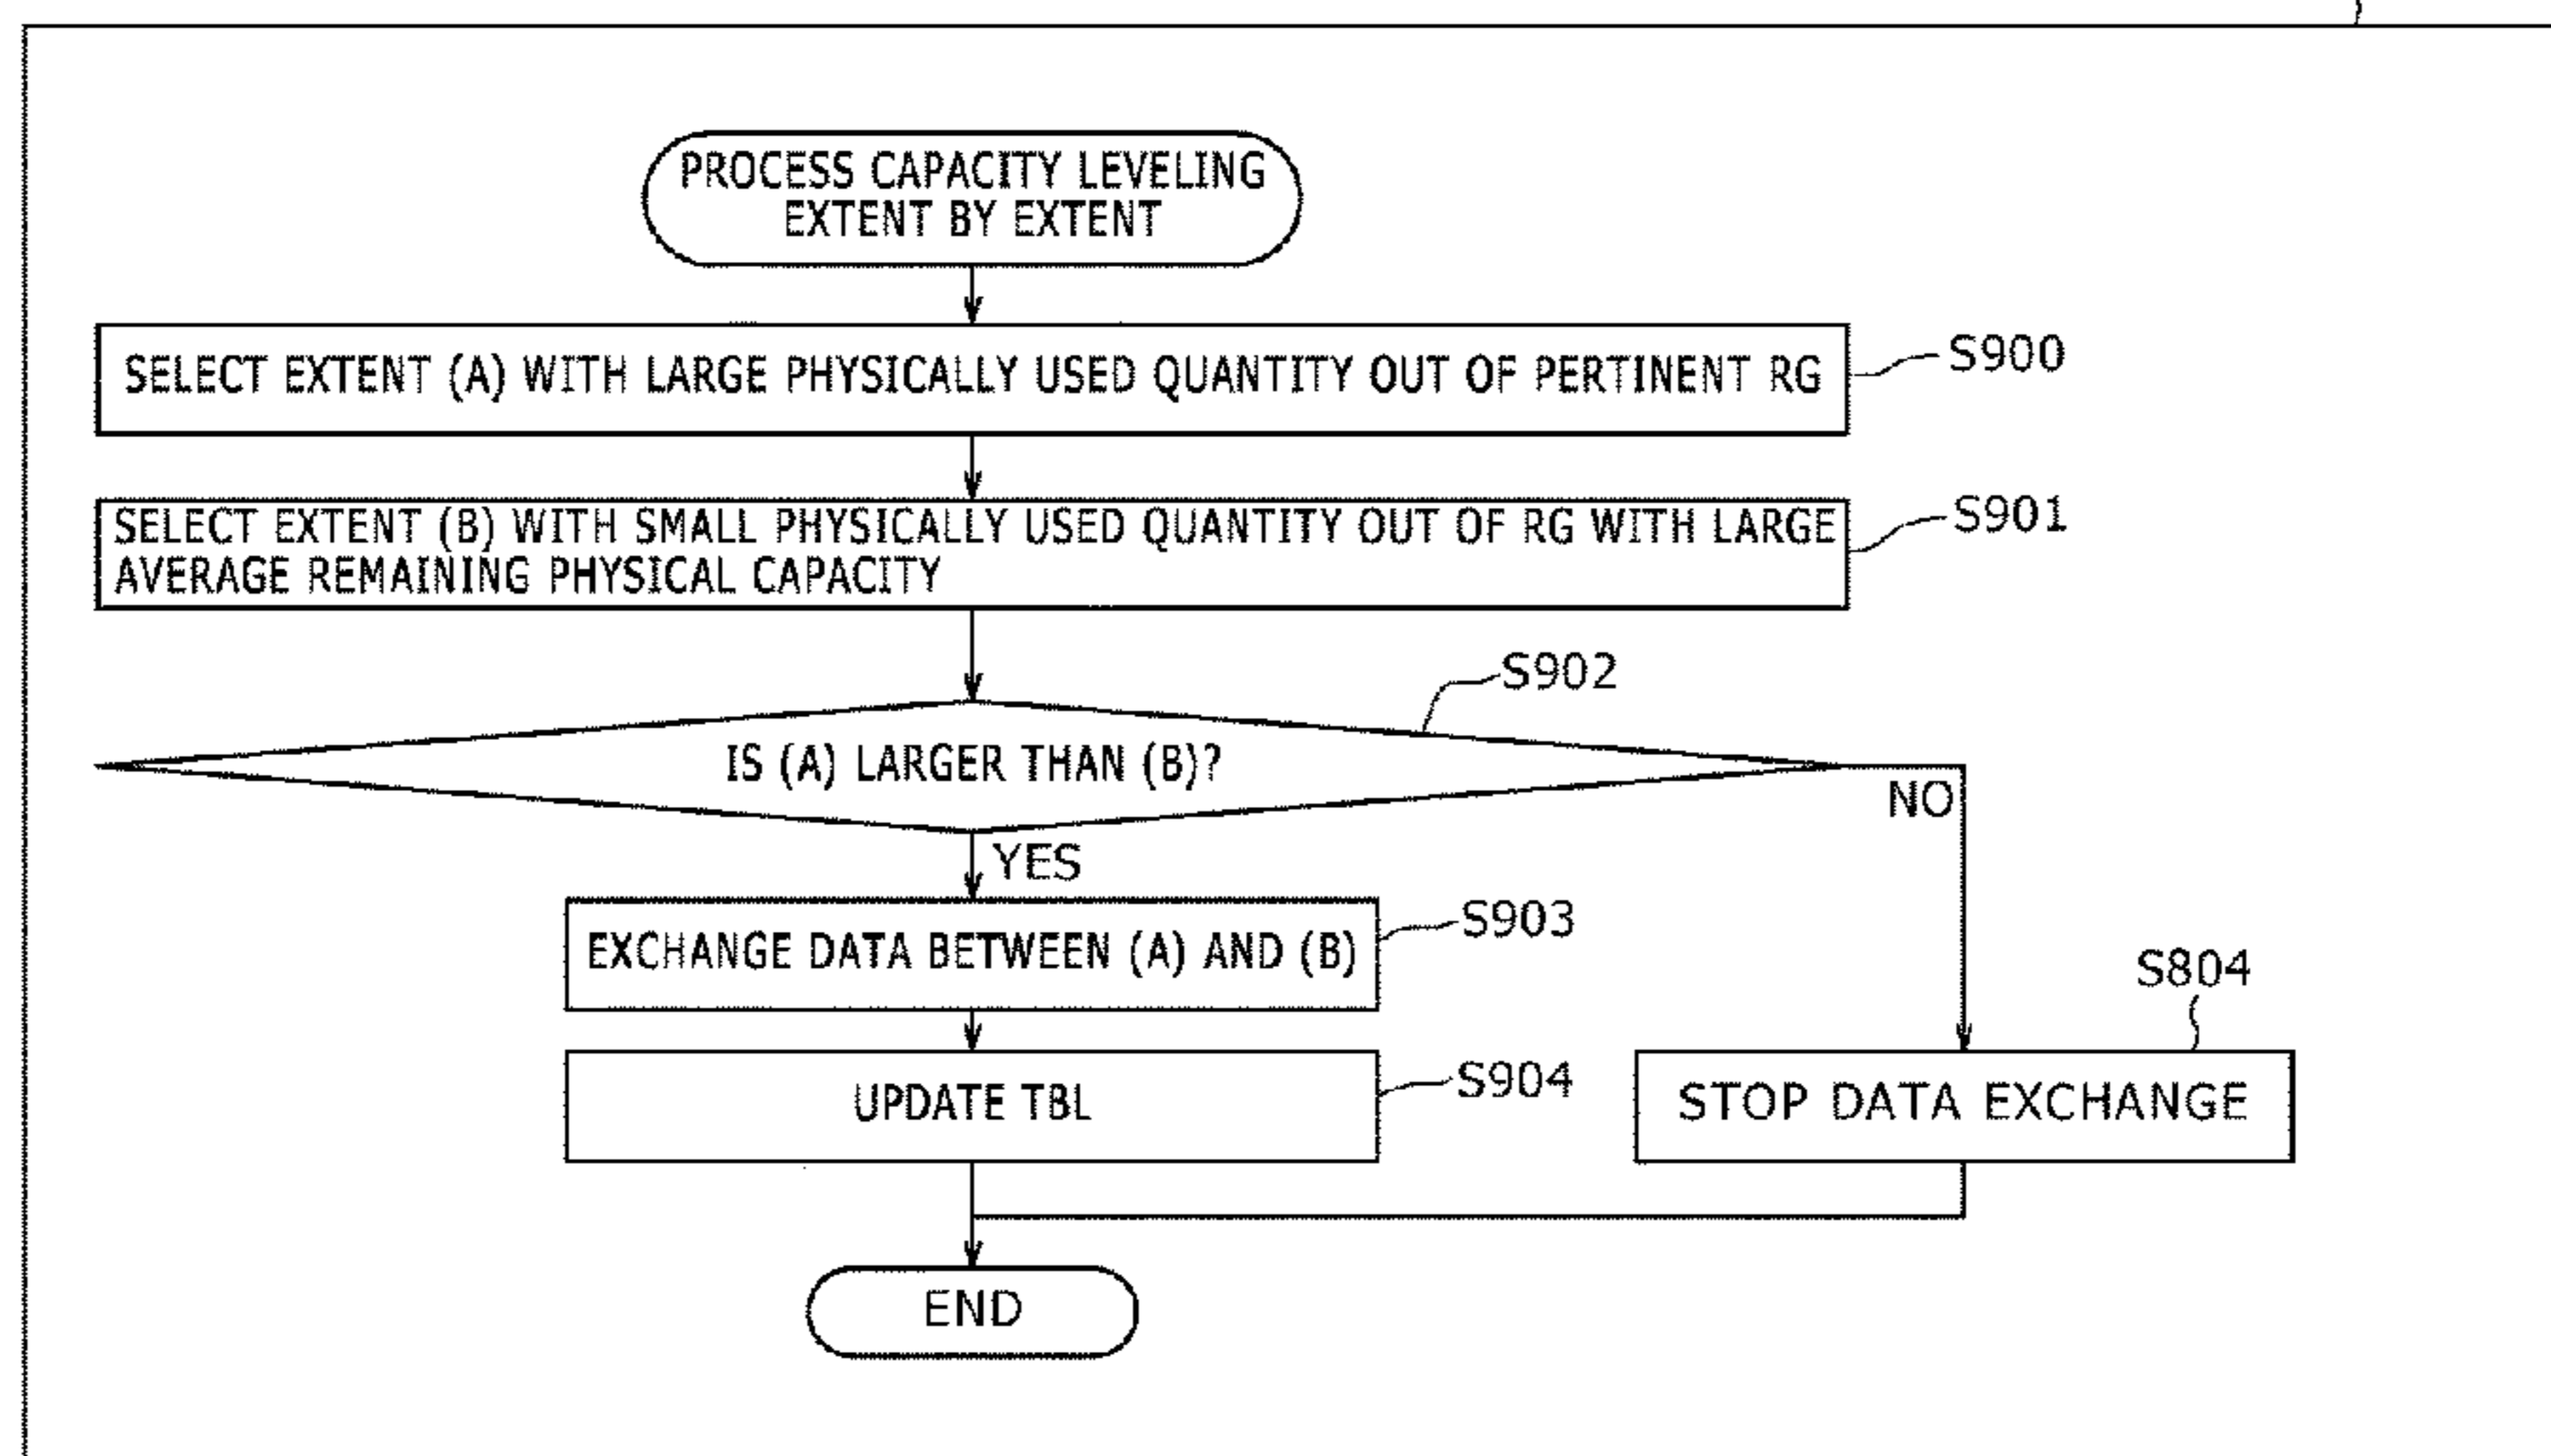 PROCESS CAPACITY LEVELING
EXTENT BY EXTENT
SELECT EXTENT (A) WITH LARGE PHYSICALLY USED QUANTITY OUT OF PERTINENT RG
S900
SELECT EXTENT (B) WITH SMALL PHYSICALLY USED QUANTITY OUT OF RG WITH LARGE
AVERAGE REMAINING PHYSICAL CAPACITY
S901
S902
IS (A) LARGER THAN (B)?
NO
YES
EXCHANGE DATA BETWEEN (A) AND (B)
S903
S804
UPDATE TBL
S904
STOP DATA EXCHANGE
END